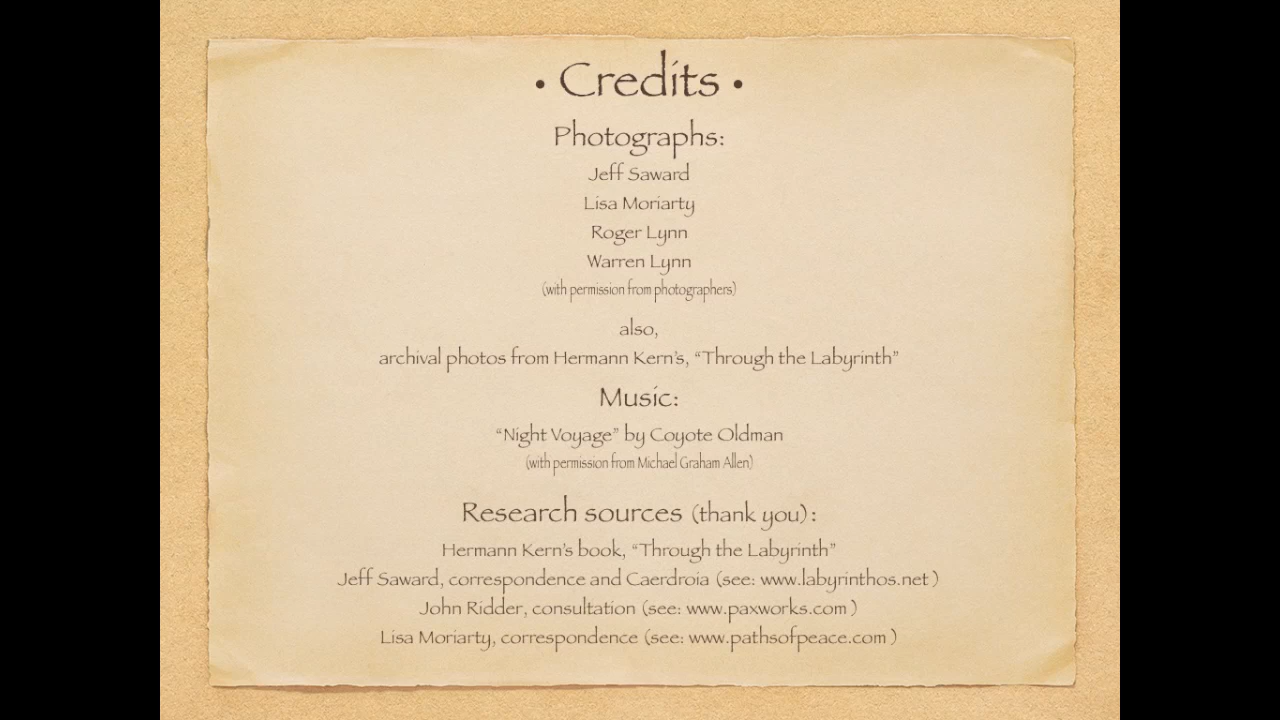 • Credits •
Photographs:
Jeff Saward
Lisa Moriarty
Roger Lynn
Warren Lynn
(with permission from photographers)
also,
archival photos from Hermann Kern's, “Through the Labyrinth”
Music:
“Night Voyage” by Coyote Oldman
(with permission from Michael Graham Allen)
Research sources (thank you):
Hermann Kern's book, “Through the Labyrinth”
Jeff Saward, correspondence and Caerdroia (see: www.labyrinthos.net )
John Ridder, consultation (see: www.paxworks.com )
Lisa Moriarty, correspondence (see: www.pathsofpeace.com )